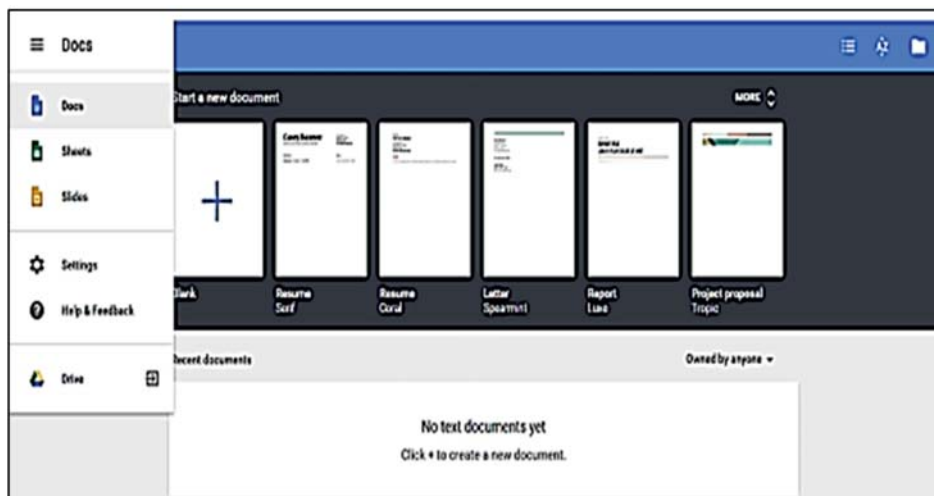 Docs
Docs
Sheets
Slides
Settings
Help & Feedback
Drive
Start a new document
MORE
Blank
Resume
Serif
Resume
Coral
Letter
Spearmint
Report
Luxe
Project proposal
Tropic
Recent documents
Owned by anyone
No text documents yet
Click + to create a new document.